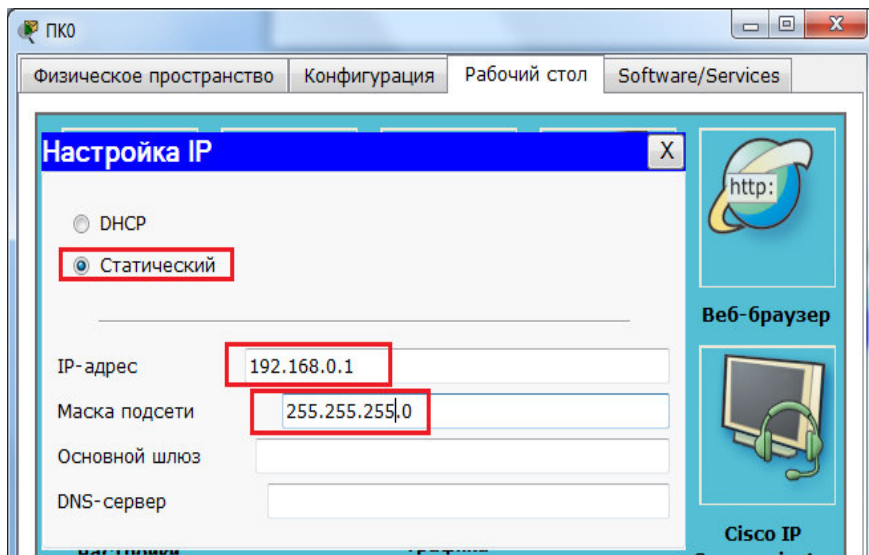 ПК0
Физическое пространство Конфигурация Рабочий стол Software/Services
Настройка IP X
http:
DHCP
Статический
Веб-браузер
IP-адрес 192.168.0.1
Маска подсети 255.255.255.0
Основной шлюз
DNS-сервер
Cisco IP